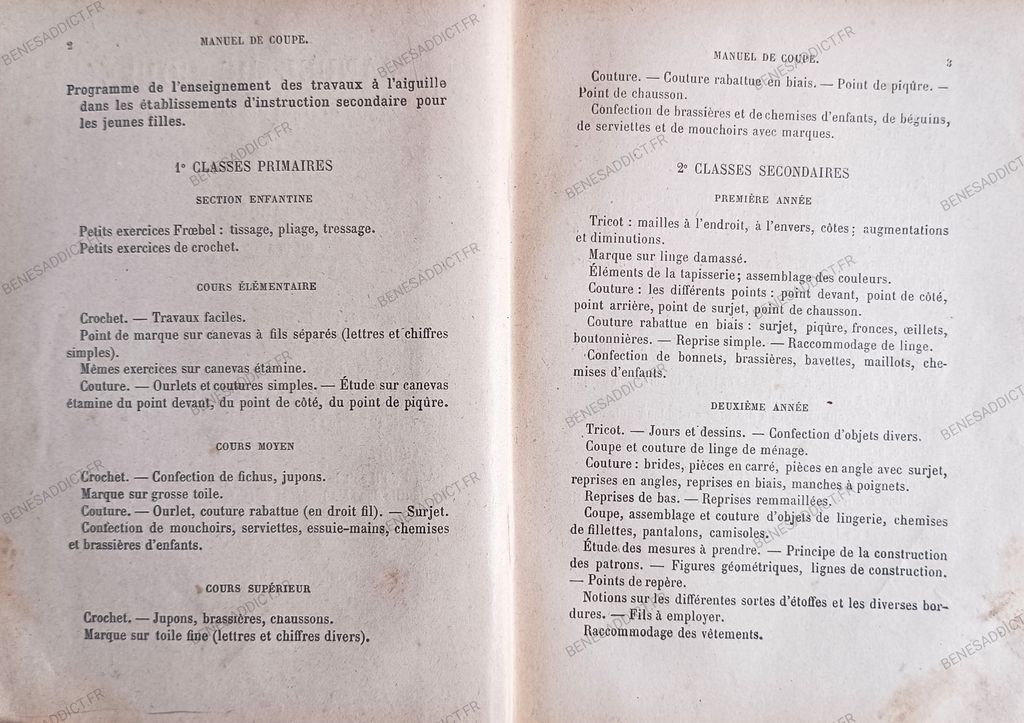 2
MANUEL DE COUPE.
Programme de l'enseignement des travaux à l'aiguille
dans les établissements d'instruction secondaire pour
les jeunes filles.
1º CLASSES PRIMAIRES
SECTION ENFANTINE
Petits exercices Frœbel : tissage, pliage, tressage.
Petits exercices de crochet.
COURS ÉLÉMENTAIRE
Crochet. — Travaux faciles.
Point de marque sur canevas à fils séparés (lettres et chiffres
simples).
Mêmes exercices sur canevas étamine.
Couture. — Ourlets et coutures simples. — Étude sur canevas
étamine du point devant, du point de côté, du point de piqûre.
COURS MOYEN
Crochet. — Confection de fichus, jupons.
Marque sur grosse toile.
Couture. — Ourlet, couture rabattue (en droit fil). — Surjet.
Confection de mouchoirs, serviettes, essuie-mains, chemises
et brassières d'enfants.
COURS SUPÉRIEUR
Crochet. — Jupons, brassières, chaussons.
Marque sur toile fine (lettres et chiffres divers).
MANUEL DE COUPE.
3
Couture. — Couture rabattue en biais. — Point de piqûre. —
Point de chausson.
Confection de brassières et de chemises d'enfants, de béguins,
de serviettes et de mouchoirs avec marques.
2º CLASSES SECONDAIRES
PREMIÈRE ANNÉE
Tricot : mailles à l'endroit, à l'envers, côtes; augmentations
et diminutions.
Marque sur linge damassé.
Éléments de la tapisserie; assemblage des couleurs.
Couture : les différents points : point devant, point de côté,
point arrière, point de surjet, point de chausson.
Couture rabattue en biais : surjet, piqûre, fronces, œillets,
boutonnières. — Reprise simple. — Raccommodage de linge.
Confection de bonnets, brassières, bavettes, maillots, che-
mises d'enfants.
DEUXIÈME ANNÉE
Tricot. — Jours et dessins. — Confection d'objets divers.
Coupe et couture de linge de ménage.
Couture : brides, pièces en carré, pièces en angle avec surjet,
reprises en angles, reprises en biais, manches à poignets.
Reprises de bas. — Reprises remmaillées.
Coupe, assemblage et couture d'objets de lingerie, chemises
de fillettes, pantalons, camisoles.
Étude des mesures à prendre. — Principe de la construction
des patrons. — Figures géométriques, lignes de construction.
— Points de repère.
Notions sur les différentes sortes d'étoffes et les diverses bor-
dures. — Fils à employer.
Raccommodage des vêtements.
BENESADDICT.FR